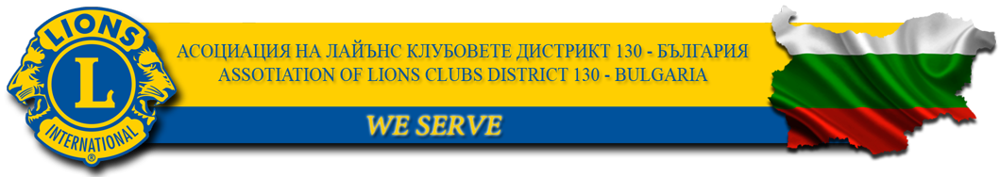 LIONS
L
INTERNATIONAL
®
АСОЦИАЦИЯ НА ЛАЙЪНС КЛУБОВЕТЕ ДИСТРИКТ 130 - БЪЛГАРИЯ
ASSOTIATION OF LIONS CLUBS DISTRICT 130 - BULGARIA
WE SERVE